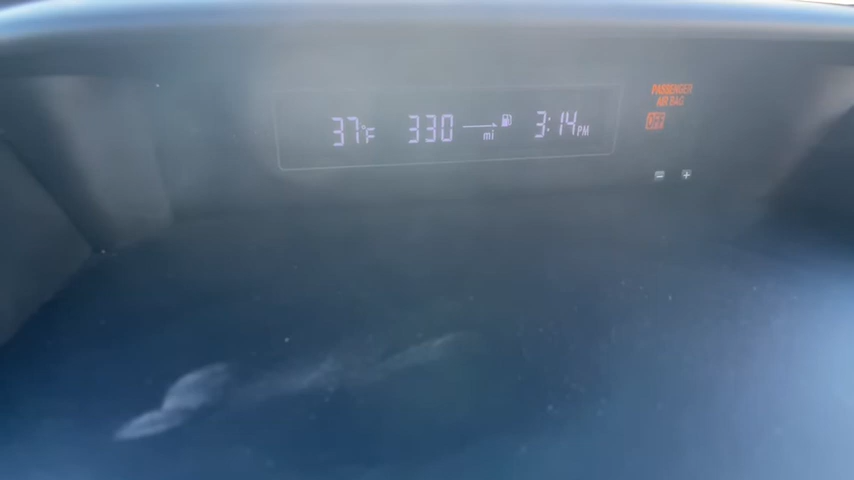 37°F 330 mi 3:14PM
PASSENGER
AIR BAG
OFF
- +